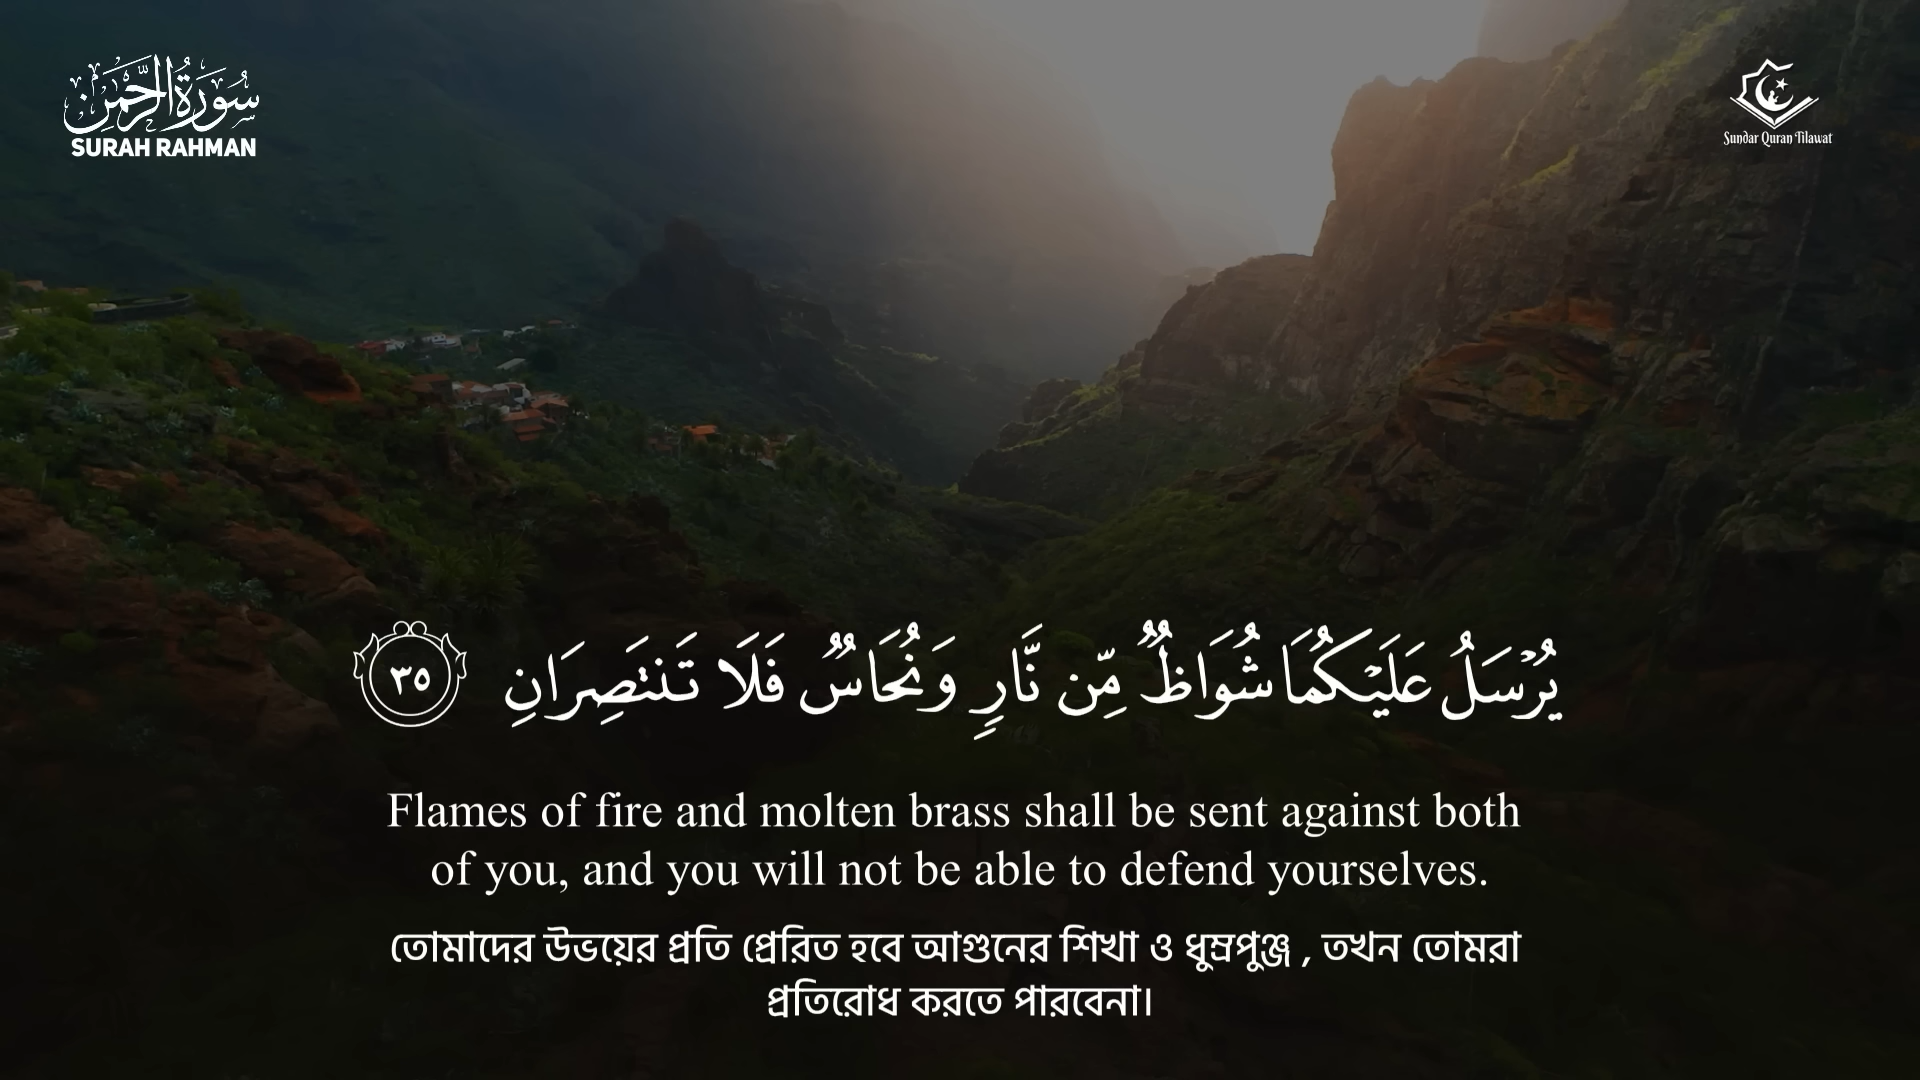 سُورَةُ الرَّحْمَٰن
SURAH RAHMAN
Sundar Quran Tilawat
يُرْسَلُ عَلَيْكُمَا شُوَاظٌ مِّن نَّارٍ وَنُحَاسٌ فَلَا تَنتَصِرَانِ ٣٥
Flames of fire and molten brass shall be sent against both
of you, and you will not be able to defend yourselves.
তোমাদের উভয়ের প্রতি প্রেরিত হবে আগুনের শিখা ও ধুম্রপুঞ্জ , তখন তোমরা
প্রতিরোধ করতে পারবেনা।